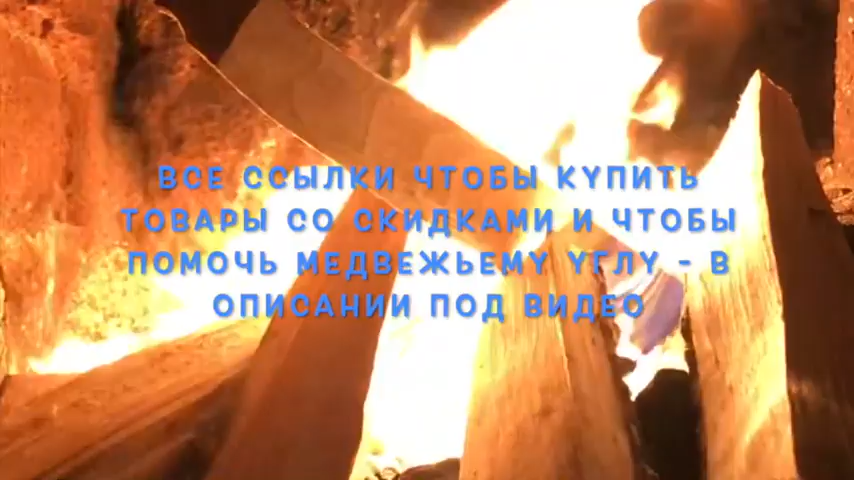 ВСЕ ССЫЛКИ ЧТОБЫ КУПИТЬ
ТОВАРЫ СО СКИДКАМИ И ЧТОБЫ
ПОМОЧЬ МЕДВЕЖЬЕМУ УГЛУ - В
ОПИСАНИИ ПОД ВИДЕО